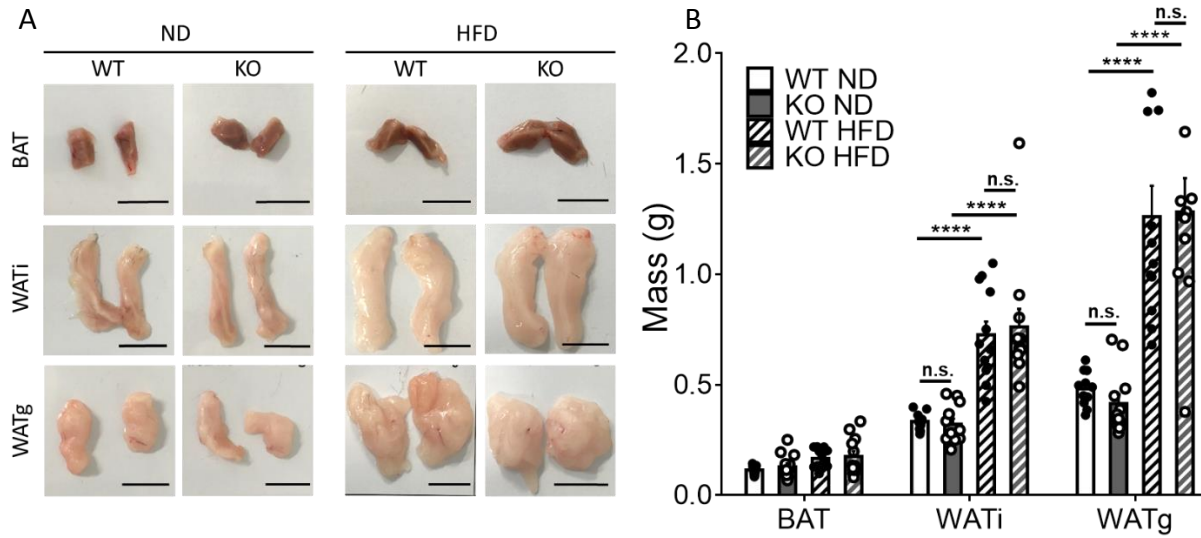 A
ND
HFD
WT
KO
WT
KO
BAT
WATi
WATg
B
Mass (g)
2.0
1.5
1.0
0.5
0.0
WT ND
KO ND
WT HFD
KO HFD
n.s.
****
****
n.s.
n.s.
****
****
n.s.
BAT
WATi
WATg